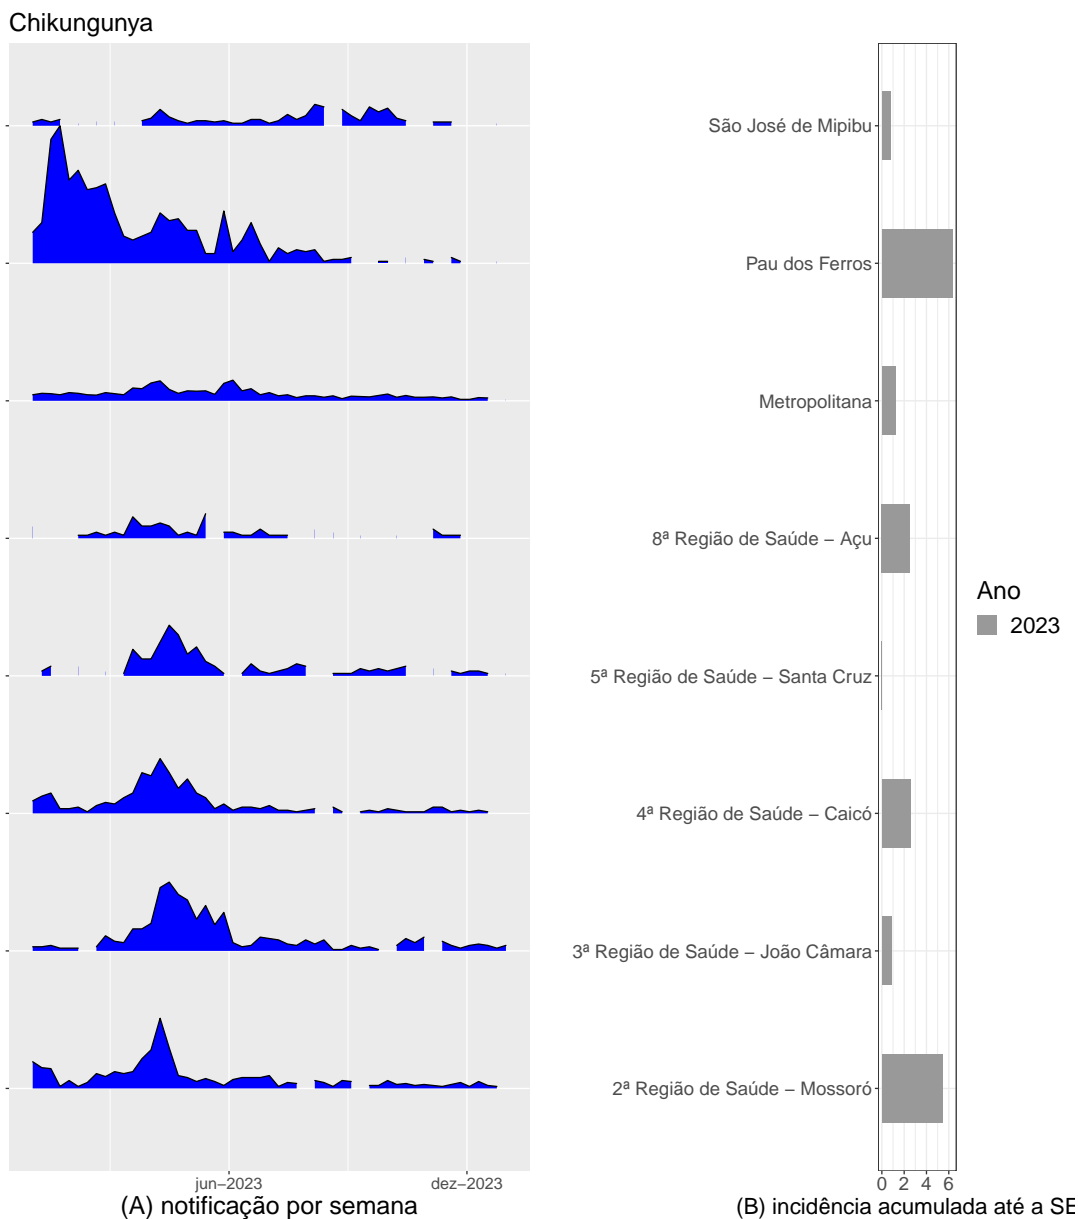 Chikungunya
São José de Mipibu
Pau dos Ferros
Metropolitana
8ª Região de Saúde – Açu
5ª Região de Saúde – Santa Cruz
4ª Região de Saúde – Caicó
3ª Região de Saúde – João Câmara
2ª Região de Saúde – Mossoró
Ano
2023
jun–2023 dez–2023
(A) notificação por semana
0 2 4 6
(B) incidência acumulada até a SE